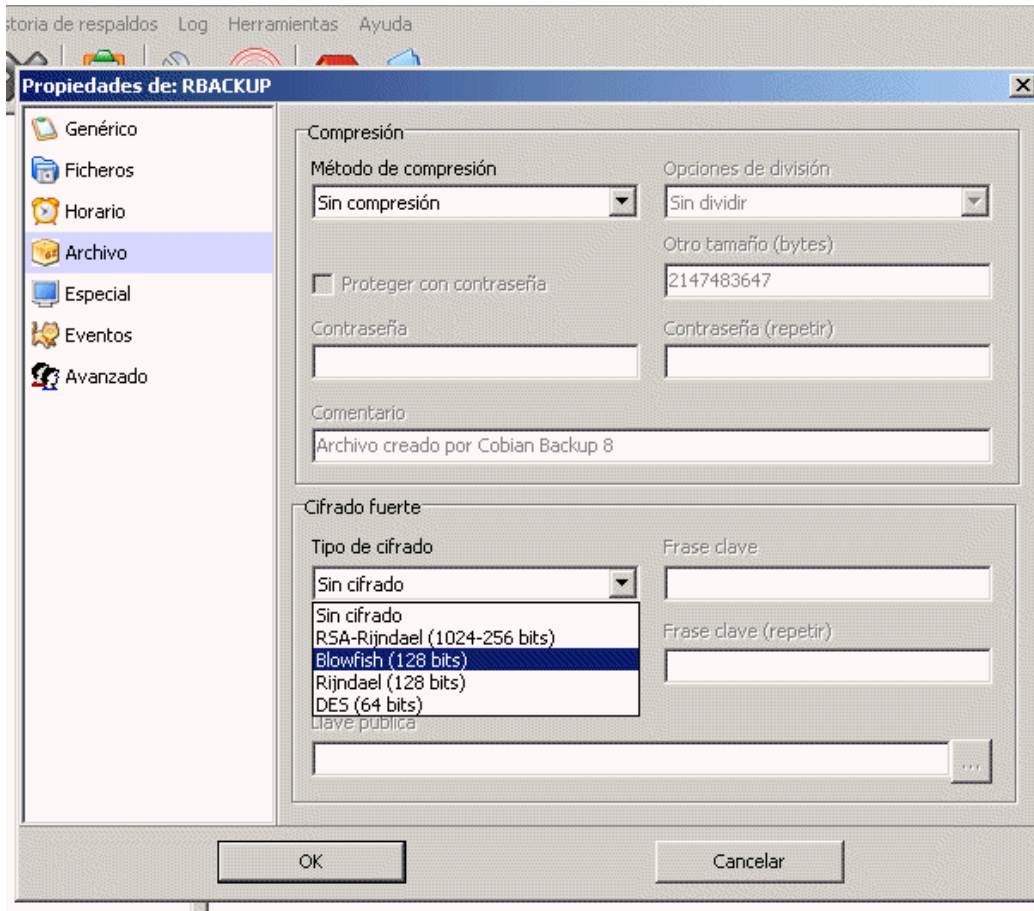 storia de respaldos Log Herramientas Ayuda
Propiedades de: RBACKUP
Genérico
Ficheros
Horario
Archivo
Especial
Eventos
Avanzado
Compresión
Método de compresión
Opciones de división
Sin compresión
Sin dividir
Otro tamaño (bytes)
Proteger con contraseña
2147483647
Contraseña
Contraseña (repetir)
Comentario
Archivo creado por Cobian Backup 8
Cifrado fuerte
Tipo de cifrado
Frase clave
Sin cifrado
Sin cifrado
RSA-Rijndael (1024-256 bits)
Frase clave (repetir)
Blowfish (128 bits)
Rijndael (128 bits)
DES (64 bits)
Llave pública
...
OK
Cancelar